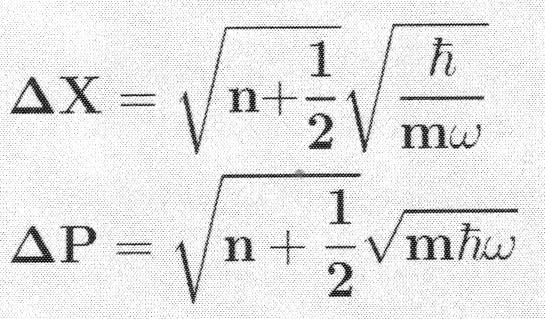 ΔX = √(n+1/2) √(ħ/mω)
ΔP = √(n + 1/2) √(mħω)